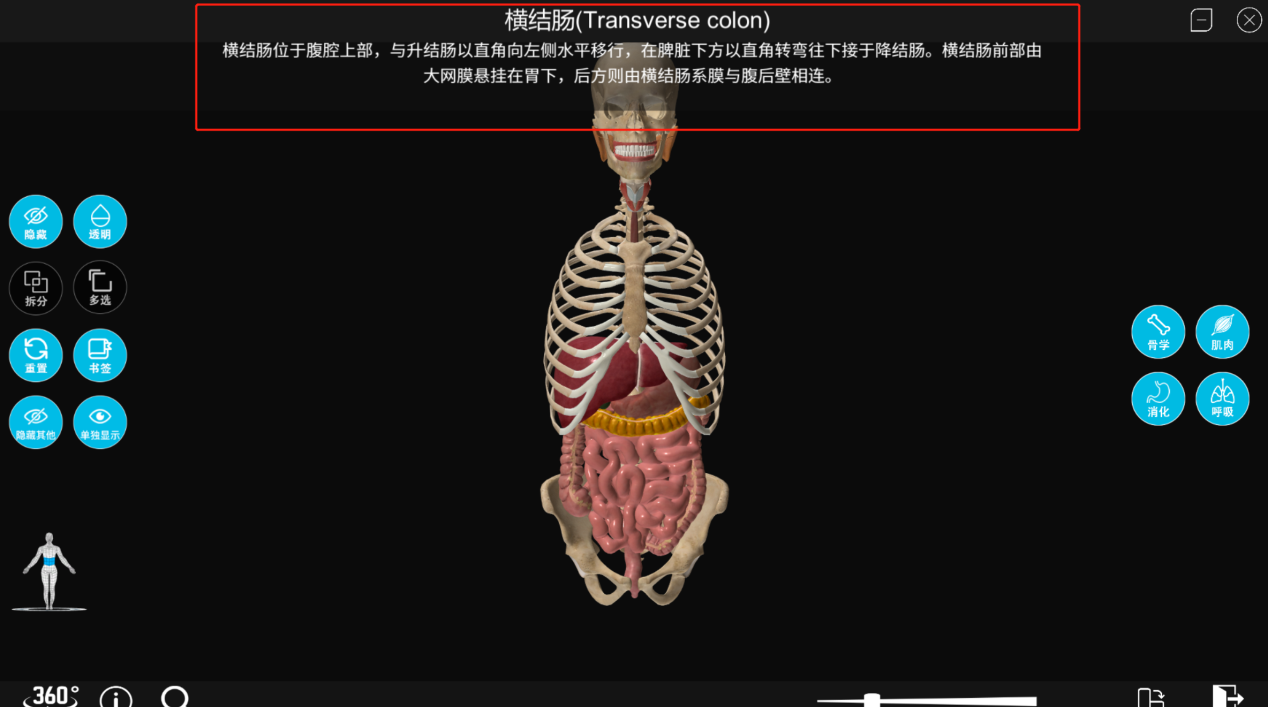 横结肠(Transverse colon)
横结肠位于腹腔上部，与升结肠以直角向左侧水平移行，在脾脏下方以直角转弯往下接于降结肠。横结肠前部由
大网膜悬挂在胃下，后方则由横结肠系膜与腹后壁相连。
隐藏
透明
拆分
多选
重置
书签
隐藏其他
单独显示
骨学
肌肉
消化
呼吸
360°